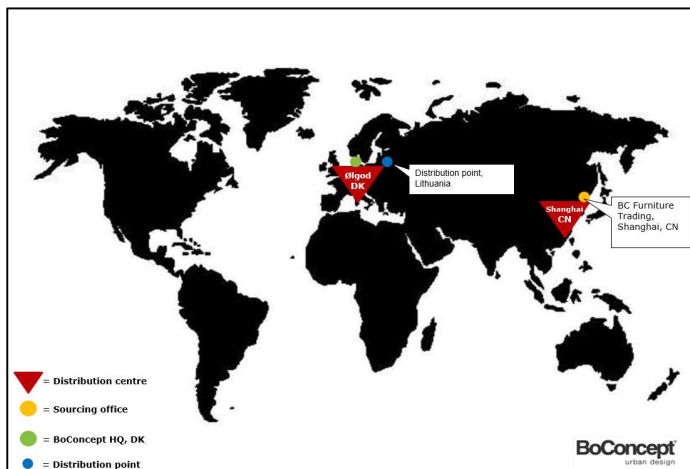 Ølgod
DK
Distribution point,
Lithuania
Shanghai
CN
BC Furniture
Trading,
Shanghai, CN
= Distribution centre
= Sourcing office
= BoConcept HQ, DK
= Distribution point
BoConcept
urban design